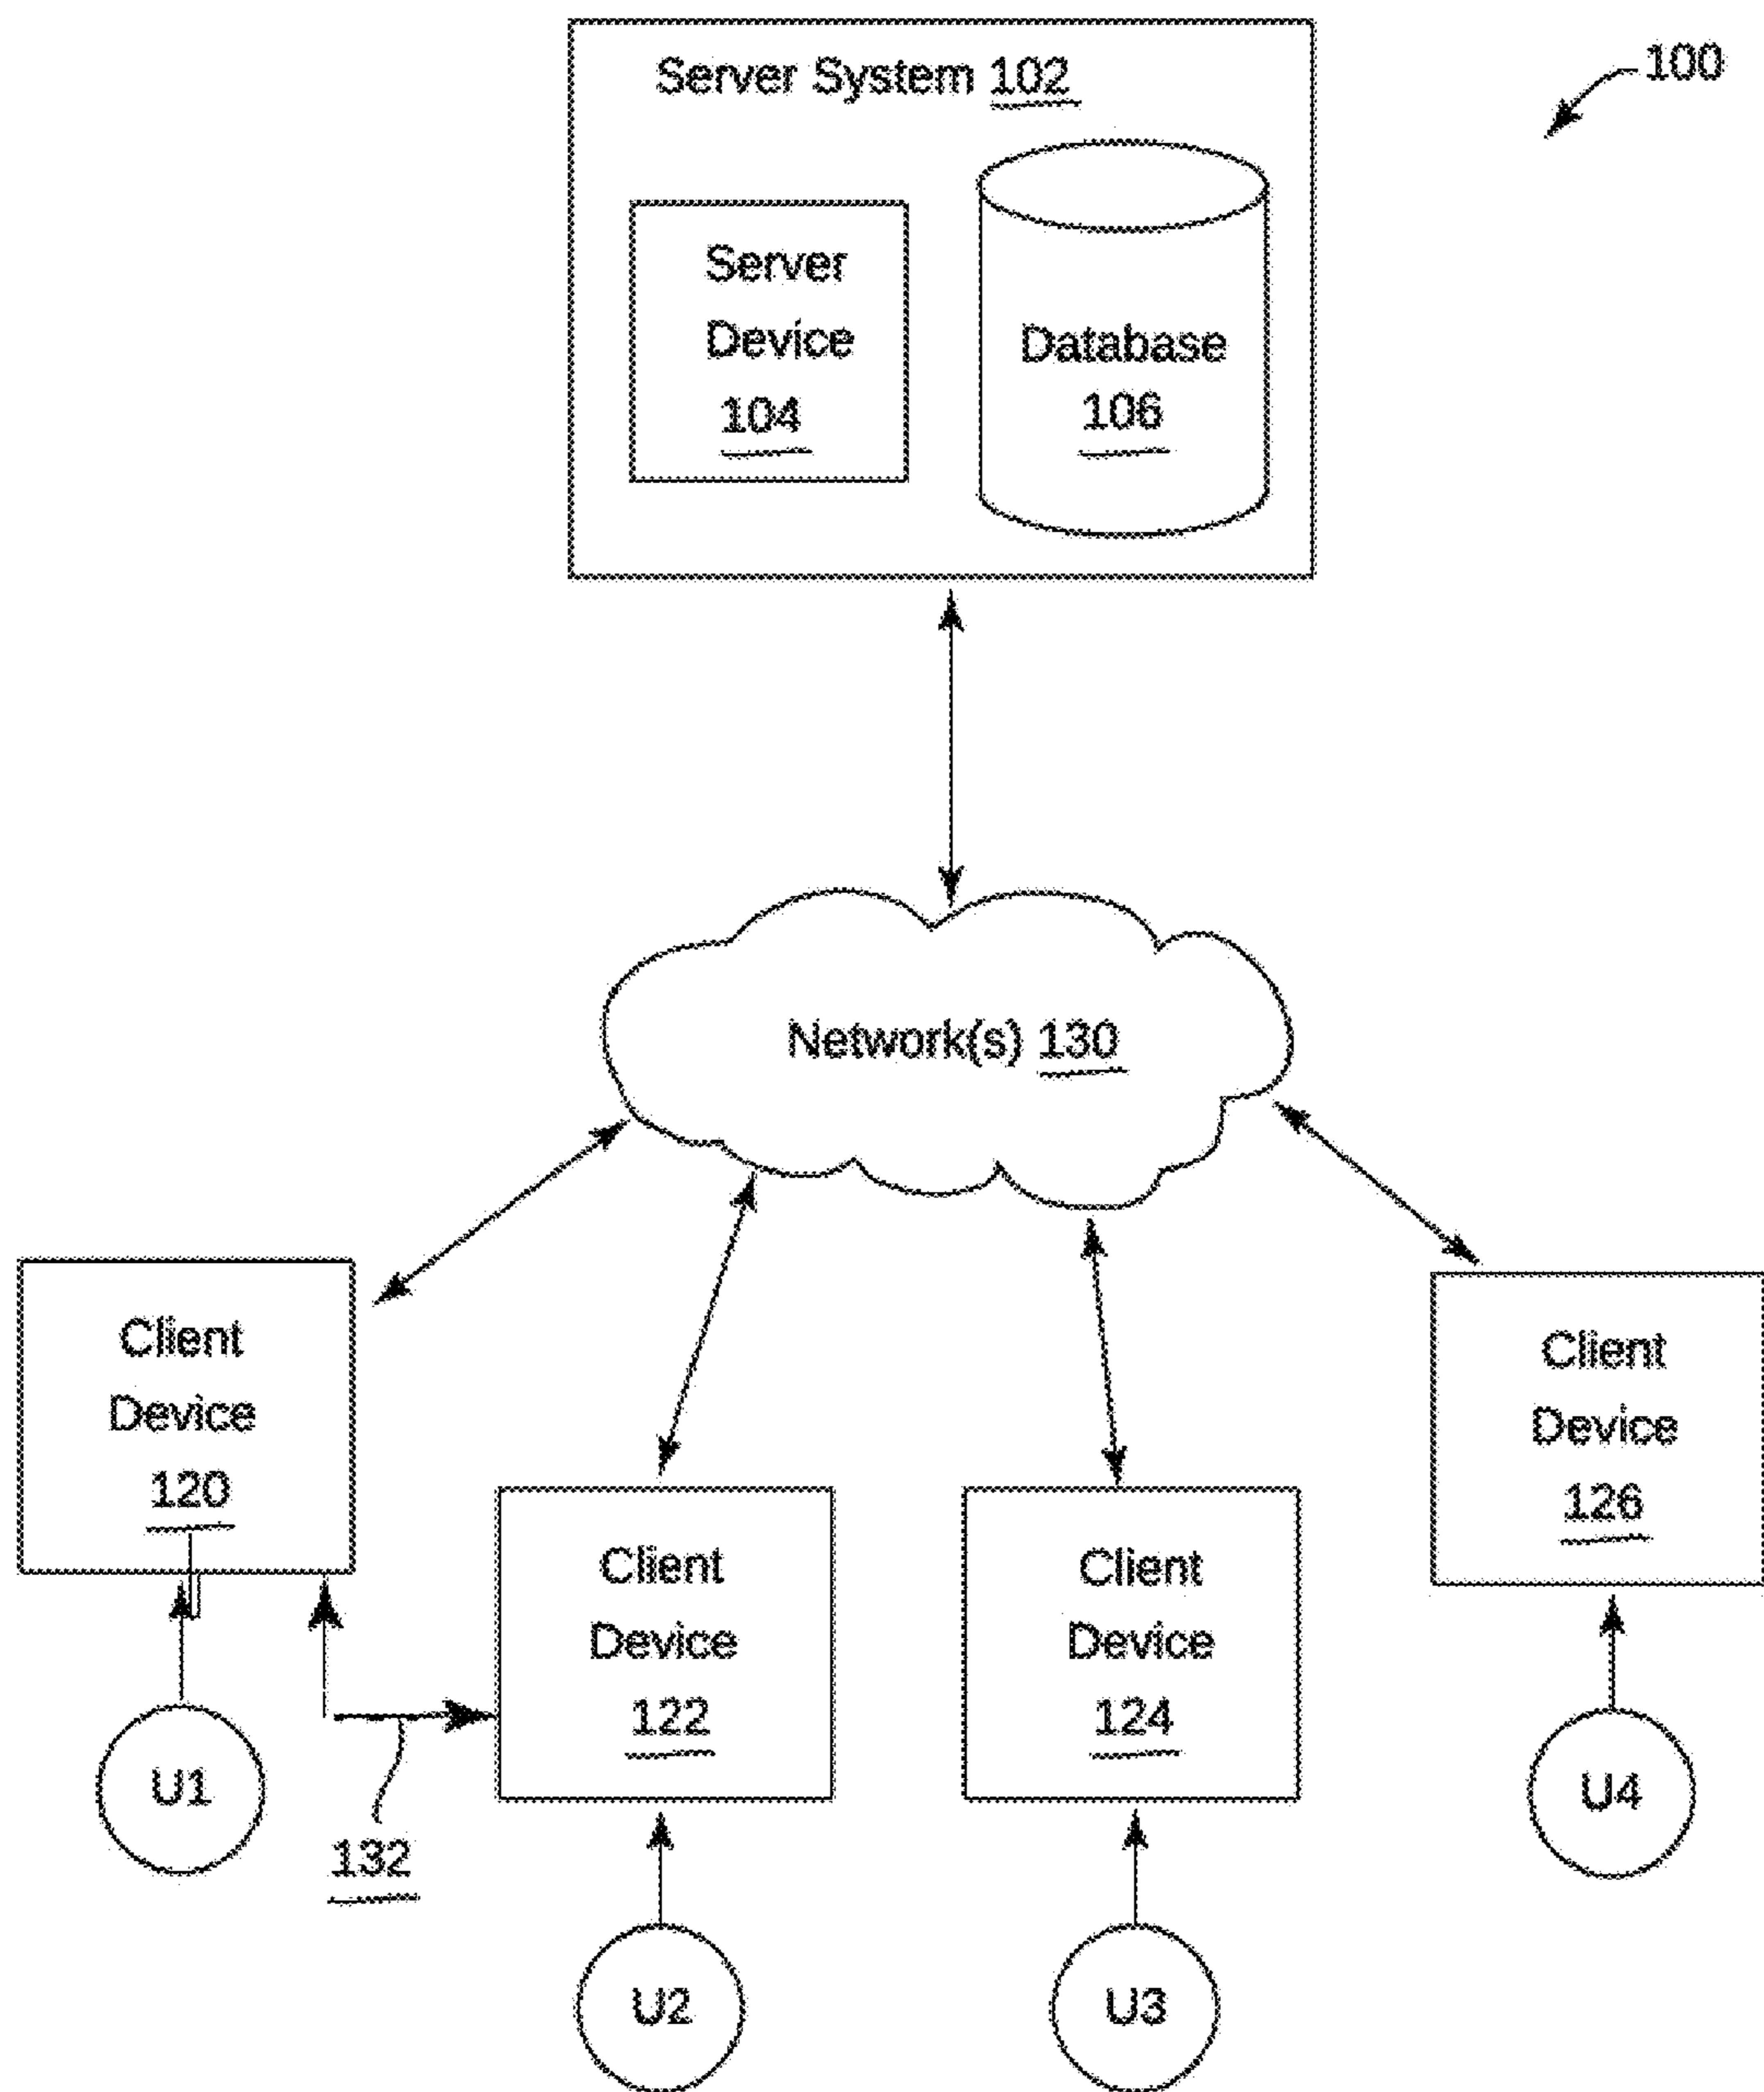 Server System 102
100
Server
Device
104
Database
106
Network(s) 130
Client
Device
120
Client
Device
122
Client
Device
124
Client
Device
126
U1
132
U2
U3
U4